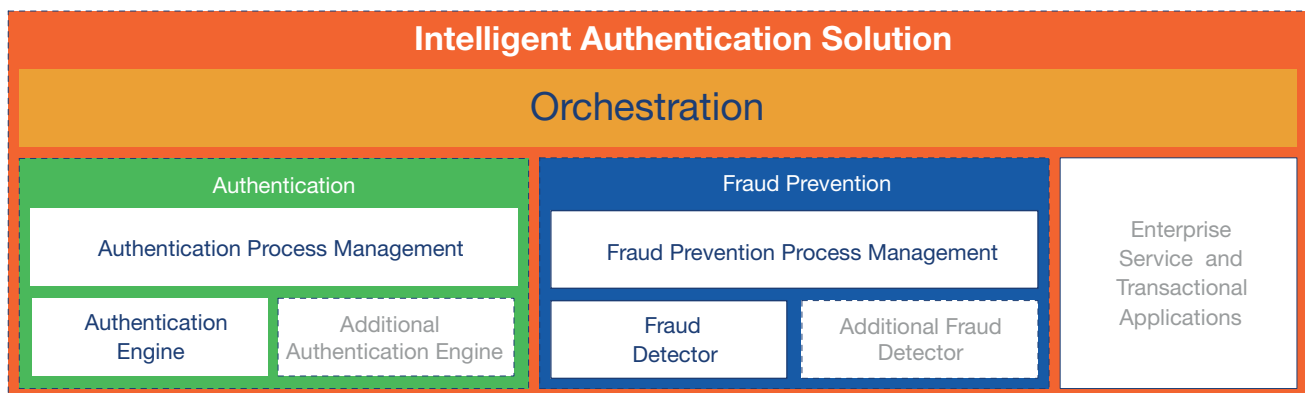 Intelligent Authentication Solution
Orchestration
Authentication
Authentication Process Management
Authentication
Engine
Additional
Authentication Engine
Fraud Prevention
Fraud Prevention Process Management
Fraud
Detector
Additional Fraud
Detector
Enterprise
Service and
Transactional
Applications